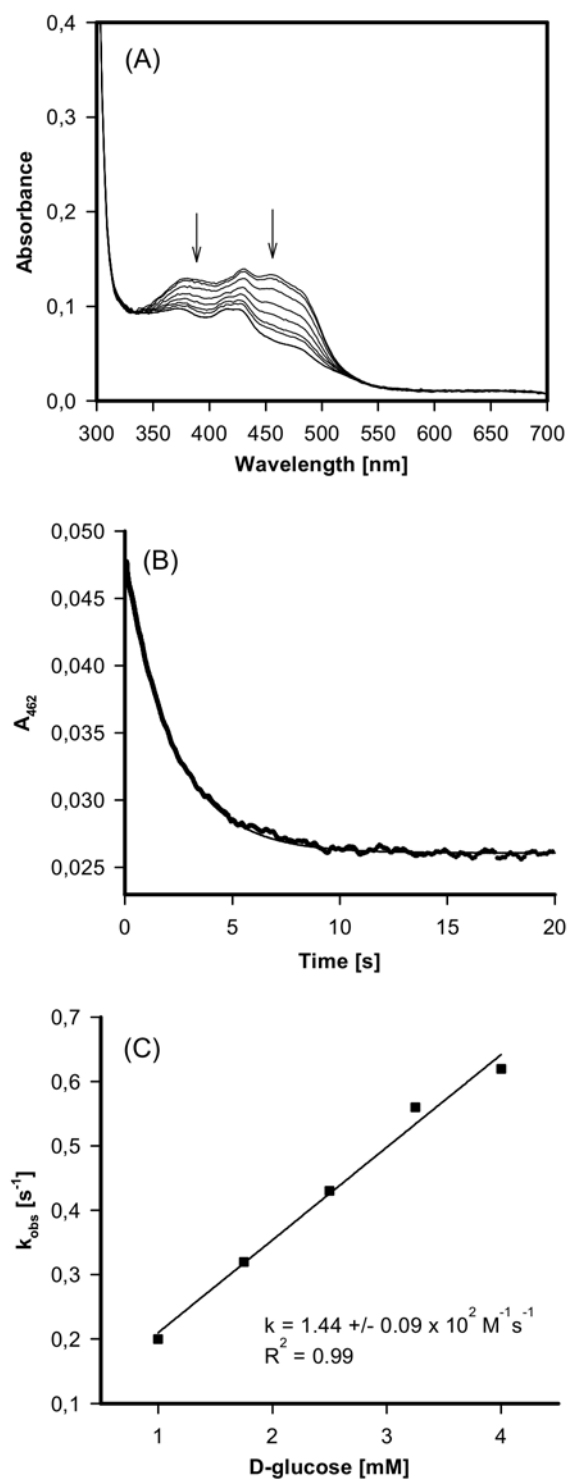 (A)
0,4
0,3
0,2
0,1
0,0
Absorbance
300 350 400 450 500 550 600 650 700
Wavelength [nm]
(B)
0,050
0,045
0,040
0,035
0,030
0,025
A462
0 5 10 15 20
Time [s]
(C)
0,7
0,6
0,5
0,4
0,3
0,2
0,1
kobs [s-1]
k = 1.44 +/- 0.09 x 10² M⁻¹s⁻¹
R² = 0.99
1 2 3 4
D-glucose [mM]